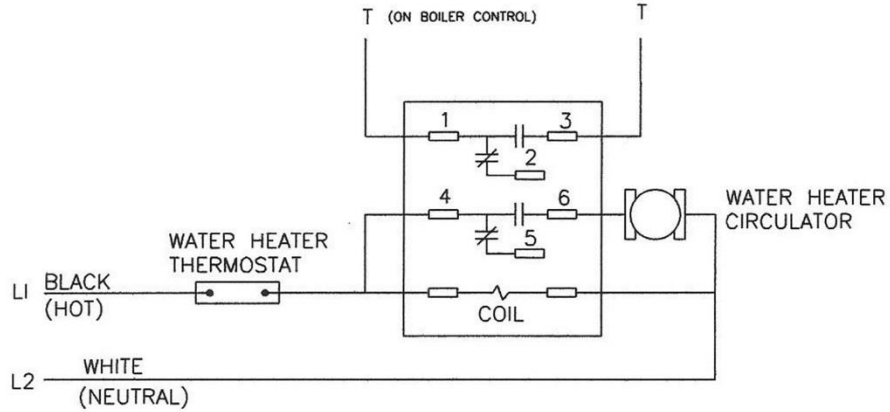 T (ON BOILER CONTROL) T
1 3
2
4 6
WATER HEATER
CIRCULATOR
5
WATER HEATER
THERMOSTAT
L1 BLACK
(HOT)
COIL
L2 WHITE
(NEUTRAL)